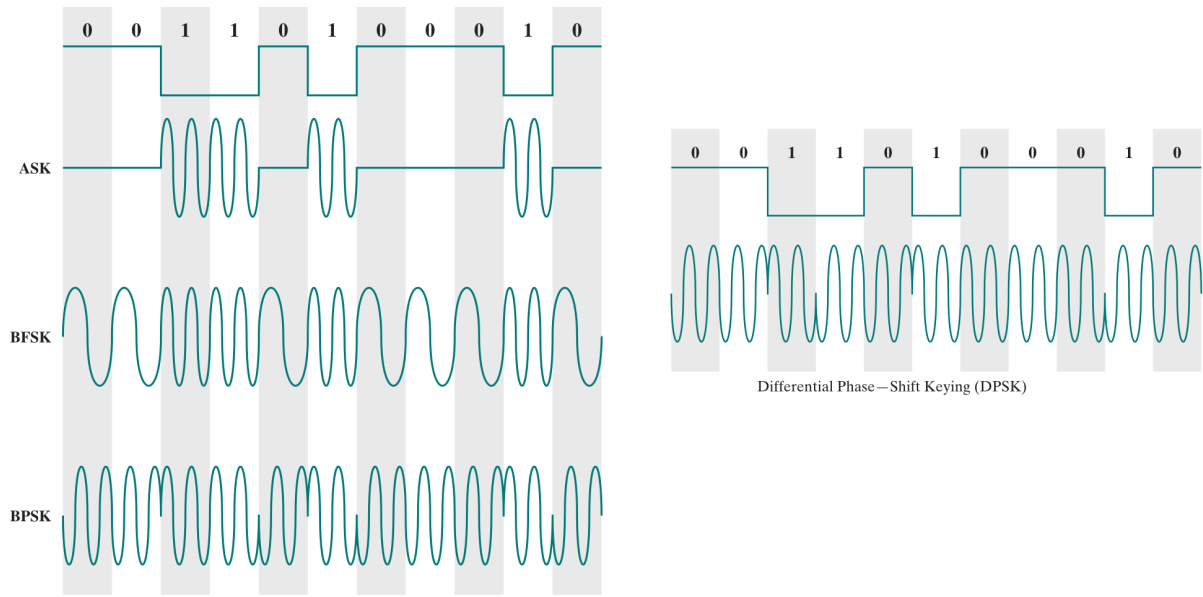 0 0 1 1 0 1 0 0 0 1 0
ASK
BFSK
BPSK
0 0 1 1 0 1 0 0 0 1 0
Differential Phase—Shift Keying (DPSK)